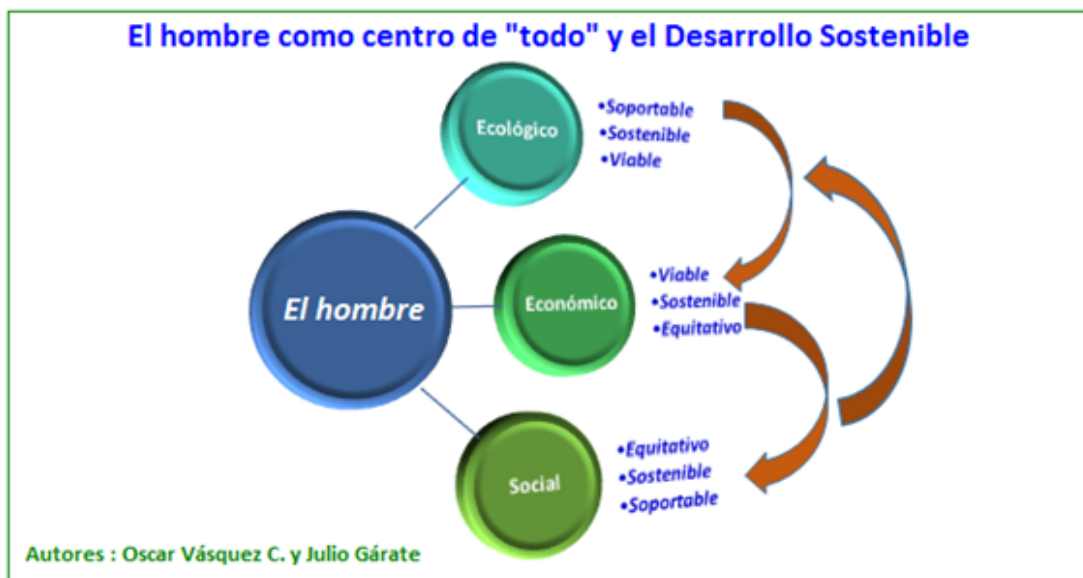 El hombre como centro de "todo" y el Desarrollo Sostenible
Ecológico
•Soportable
•Sostenible
•Viable
El hombre
Económico
•Viable
•Sostenible
•Equitativo
Social
•Equitativo
•Sostenible
•Soportable
Autores : Oscar Vásquez C. y Julio Gárate